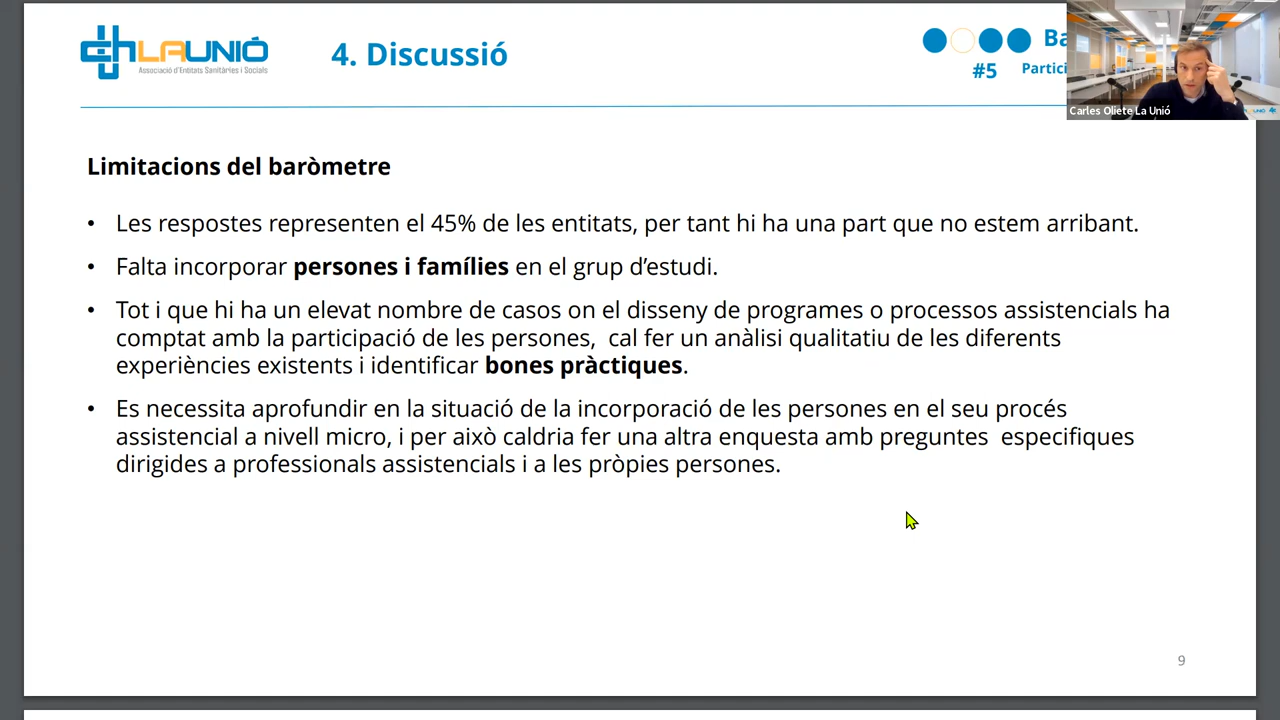 LAUNIÓ
Associació d'Entitats Sanitàries i Socials
4. Discussió
#5
Carles Oliete La Unió
Limitacions del baròmetre
• Les respostes representen el 45% de les entitats, per tant hi ha una part que no estem arribant.
• Falta incorporar persones i famílies en el grup d’estudi.
• Tot i que hi ha un elevat nombre de casos on el disseny de programes o processos assistencials ha
comptat amb la participació de les persones, cal fer un anàlisi qualitatiu de les diferents
experiències existents i identificar bones pràctiques.
• Es necessita aprofundir en la situació de la incorporació de les persones en el seu procés
assistencial a nivell micro, i per això caldria fer una altra enquesta amb preguntes especifiques
dirigides a professionals assistencials i a les pròpies persones.
9